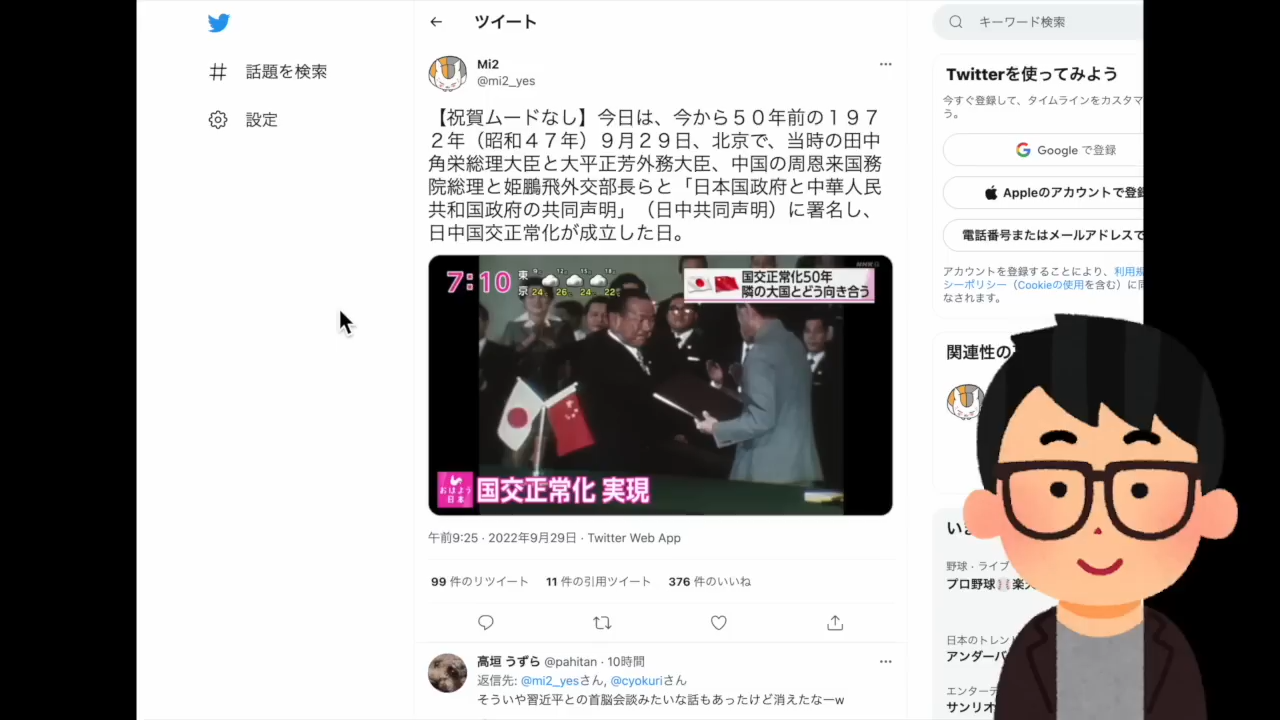 ツイート
キーワード検索
話題を検索
設定
Mi2
@mi2_yes
【祝賀ムードなし】今日は、今から５０年前の１９７
２年（昭和４７年）９月２９日、北京で、当時の田中
角栄総理大臣と大平正芳外務大臣、中国の周恩来国務
院総理と姫鵬飛外交部長らと「日本国政府と中華人民
共和国政府の共同声明」（日中共同声明）に署名し、
日中国交正常化が成立した日。
7:10
東京
9 12 15 18
24 26 24 22
NHK G
国交正常化50年
隣の大国とどう向き合う
おはよう
日本
国交正常化 実現
午前9:25 · 2022年9月29日 · Twitter Web App
99 件のリツイート 11 件の引用ツイート 376 件のいいね
高垣 うずら @pahitan · 10時間
返信先: @mi2_yesさん, @cyokuriさん
そういや習近平との首脳会談みたいな話もあったけど消えたなーw
Twitterを使ってみよう
今すぐ登録して、タイムラインをカスタマ
う。
Google で登録
Appleのアカウントで登録
電話番号またはメールアドレスで
アカウントを登録することにより、利用規
シーポリシー（Cookieの使用を含む）に同
なされます。
関連性の
い
野球・ライブ
プロ野球 楽天
日本のトレン
アンダーバ
エンターテ
サンリオ